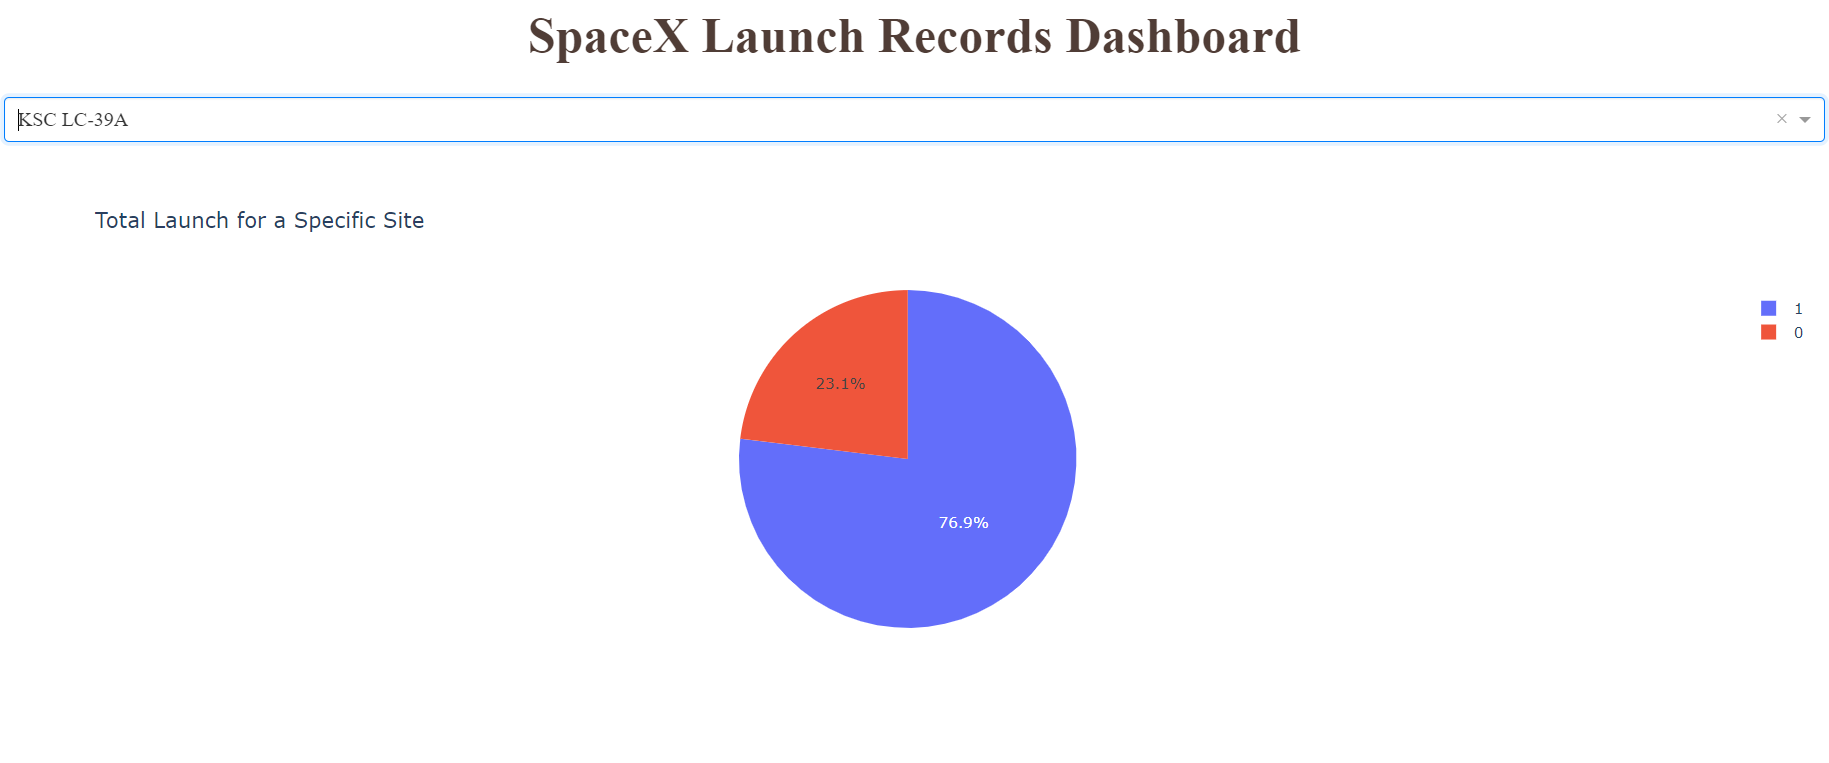 SpaceX Launch Records Dashboard
KSC LC-39A
Total Launch for a Specific Site
1
0
23.1%
76.9%